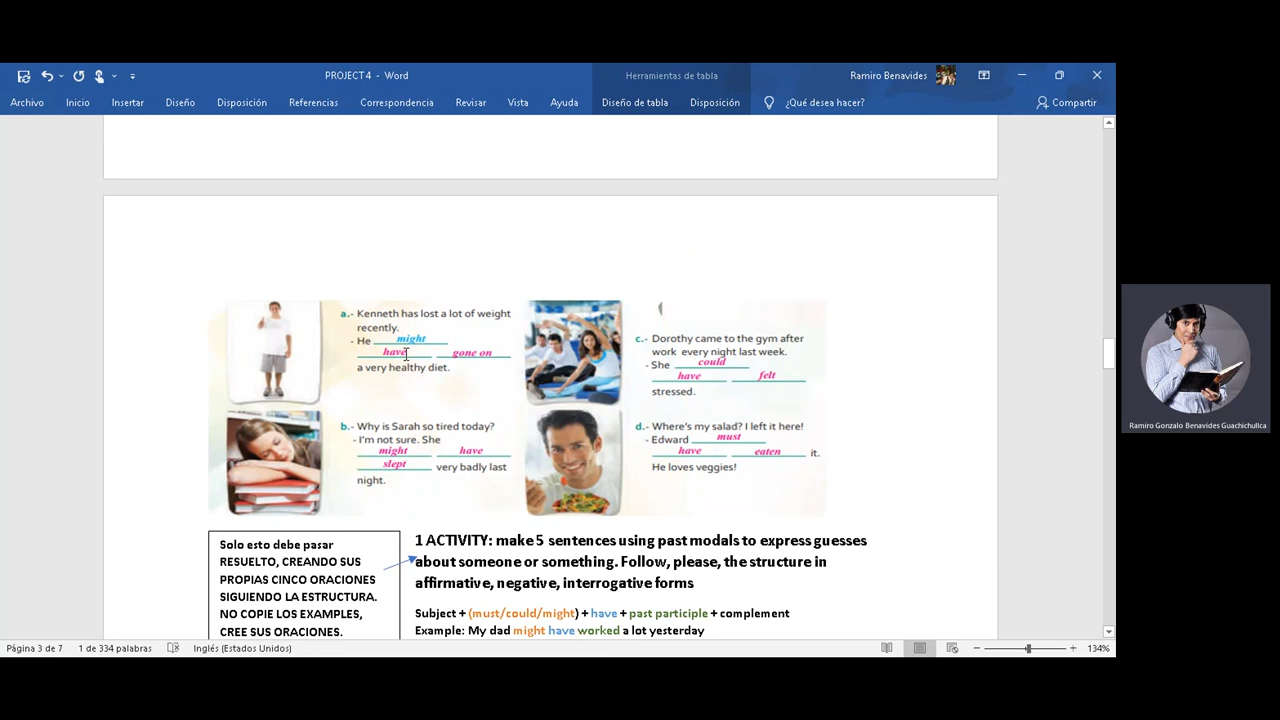 PROJECT4 - Word
Herramientas de tabla
Ramiro Benavides
Archivo Inicio Insertar Diseño Disposición Referencias Correspondencia Revisar Vista Ayuda Diseño de tabla Disposición ¿Qué desea hacer? Compartir
a.- Kenneth has lost a lot of weight
recently.
- He might
have gone on
a very healthy diet.
b.- Why is Sarah so tired today?
- I'm not sure. She
might have
slept very badly last
night.
c.- Dorothy came to the gym after
work every night last week.
- She could
have felt
stressed.
d.- Where's my salad? I left it here!
- Edward must
have eaten it.
He loves veggies!
Solo esto debe pasar
RESUELTO, CREANDO SUS
PROPIAS CINCO ORACIONES
SIGUIENDO LA ESTRUCTURA.
NO COPIE LOS EXAMPLES,
CREE SUS ORACIONES.
1 ACTIVITY: make 5 sentences using past modals to express guesses
about someone or something. Follow, please, the structure in
affirmative, negative, interrogative forms
Subject + (must/could/might) + have + past participle + complement
Example: My dad might have worked a lot yesterday
Ramiro Gonzalo Benavides Guachichullca
Página 3 de 7 1 de 334 palabras Inglés (Estados Unidos) 134%